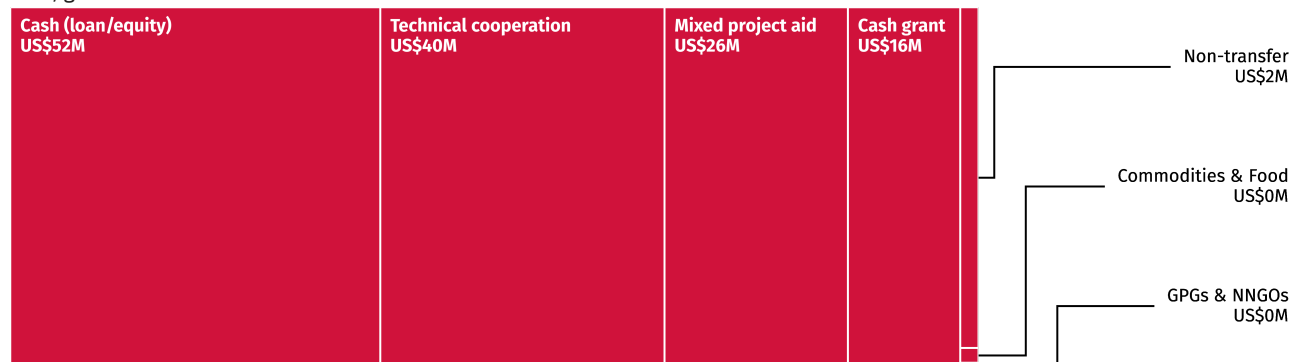 Cash (loan/equity)
US$52M
Technical cooperation
US$40M
Mixed project aid
US$26M
Cash grant
US$16M
Non-transfer
US$2M
Commodities & Food
US$0M
GPGs & NNGOs
US$0M